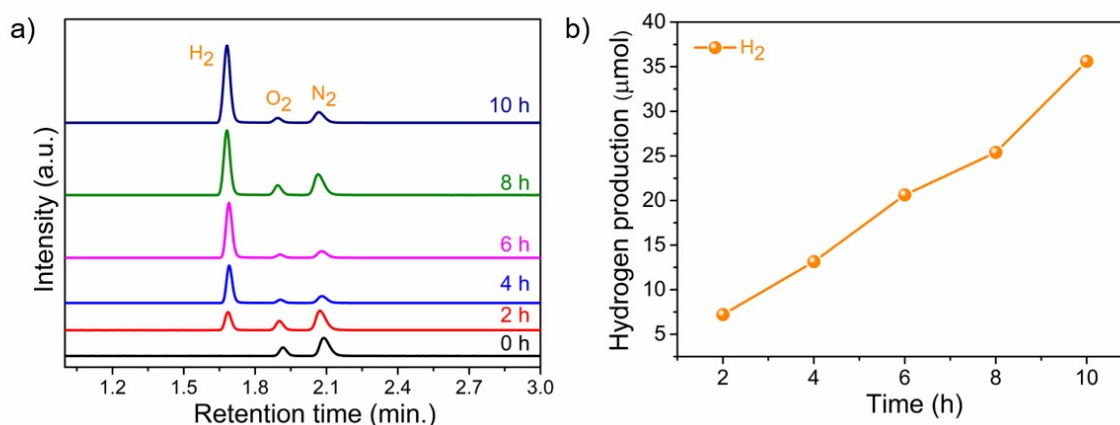 a)
H2
O2
N2
10 h
8 h
6 h
4 h
2 h
0 h
Intensity (a.u.)
1.2 1.5 1.8 2.1 2.4 2.7 3.0
Retention time (min.)
b)
H2
40
35
30
25
20
15
10
5
Hydrogen production (μmol)
2 4 6 8 10
Time (h)